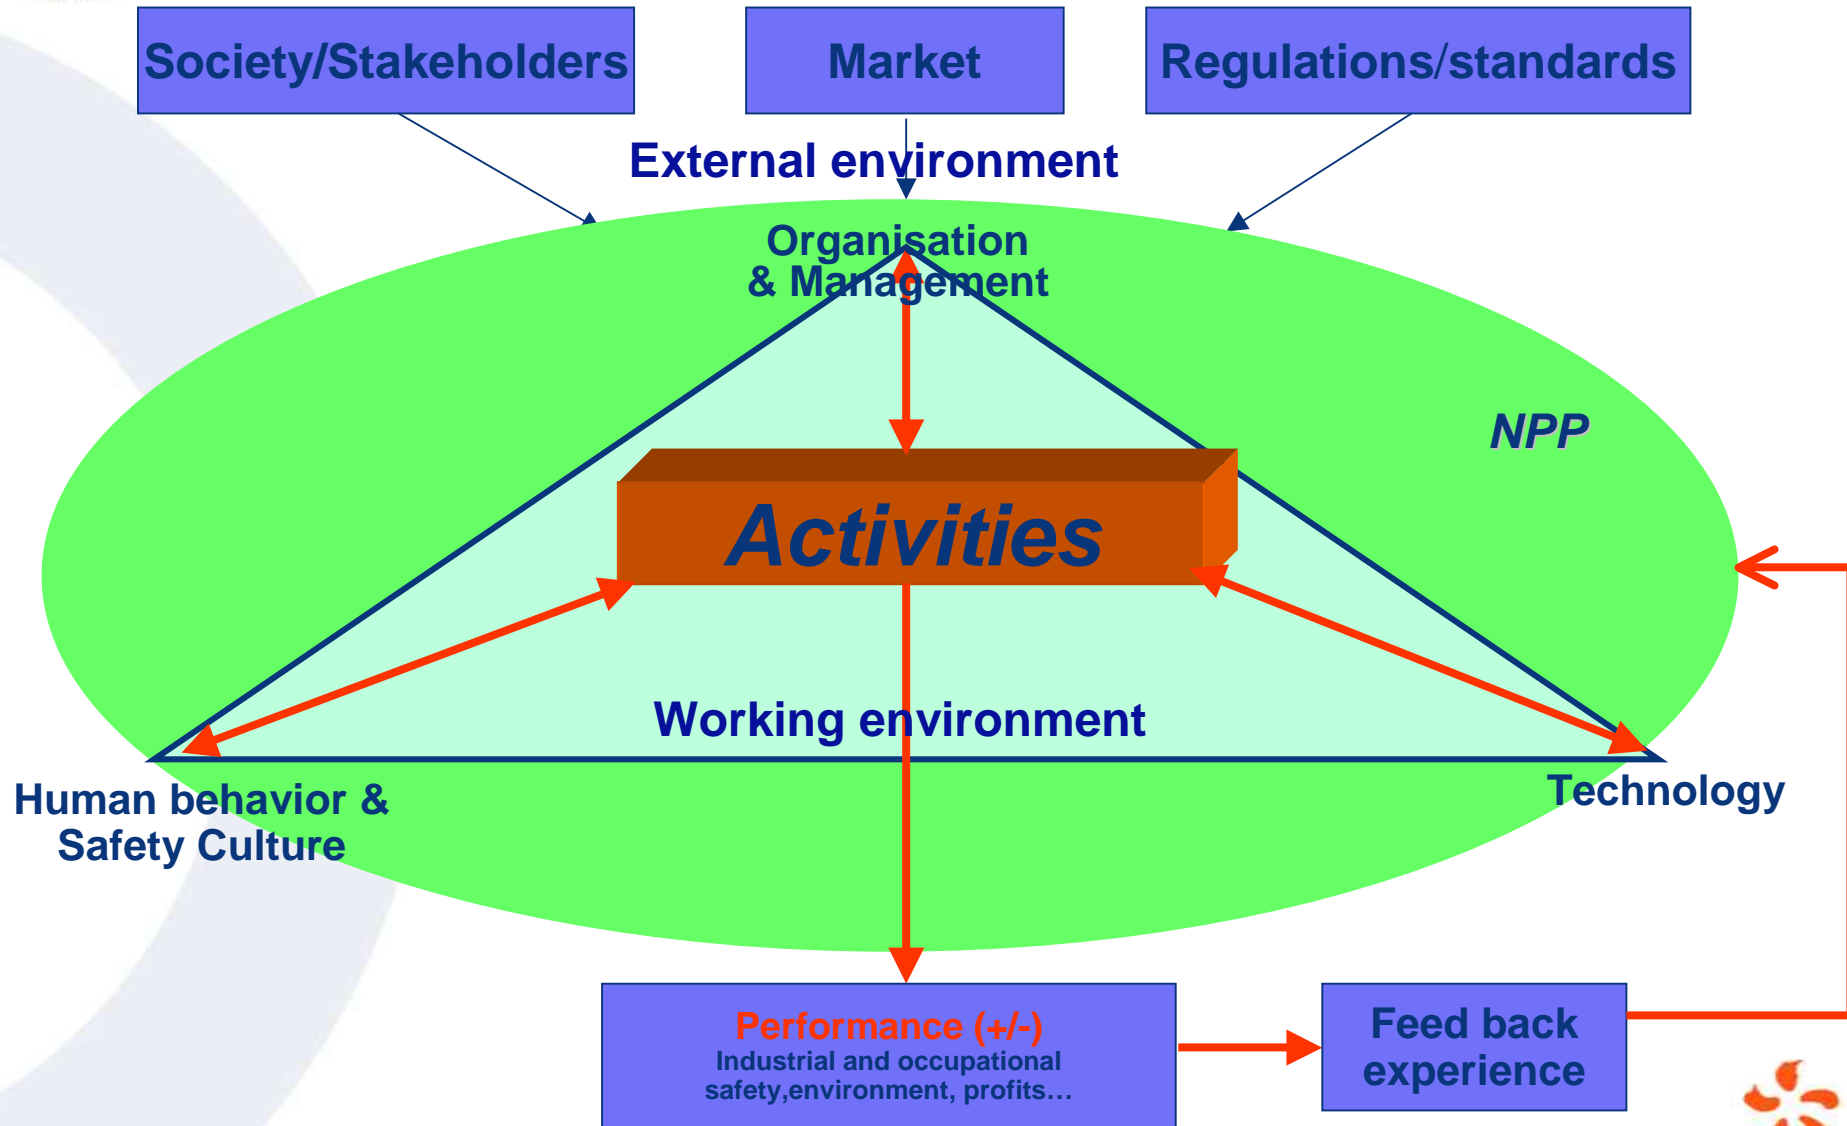 Society/Stakeholders
Market
Regulations/standards
External environment
Organisation
& Management
NPP
Activities
Working environment
Human behavior &
Safety Culture
Technology
Performance (+/-)
Industrial and occupational
safety,environment, profits...
Feed back
experience